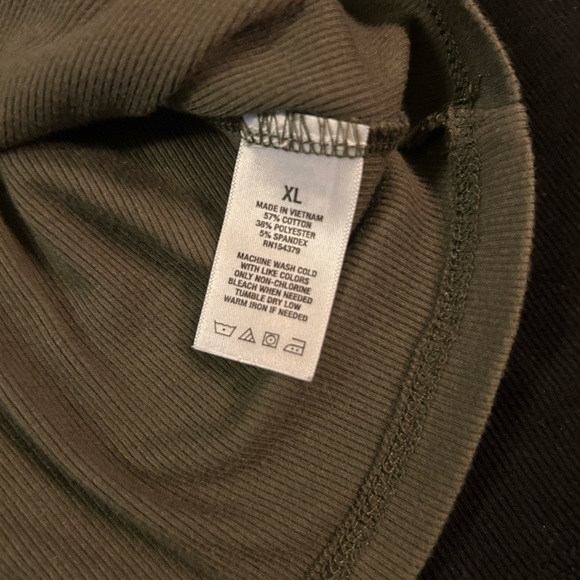 XL
MADE IN VIETNAM
57% COTTON
38% POLYESTER
5% SPANDEX
RN154379
MACHINE WASH COLD
WITH LIKE COLORS
ONLY NON-CHLORINE
BLEACH WHEN NEEDED
TUMBLE DRY LOW
WARM IRON IF NEEDED